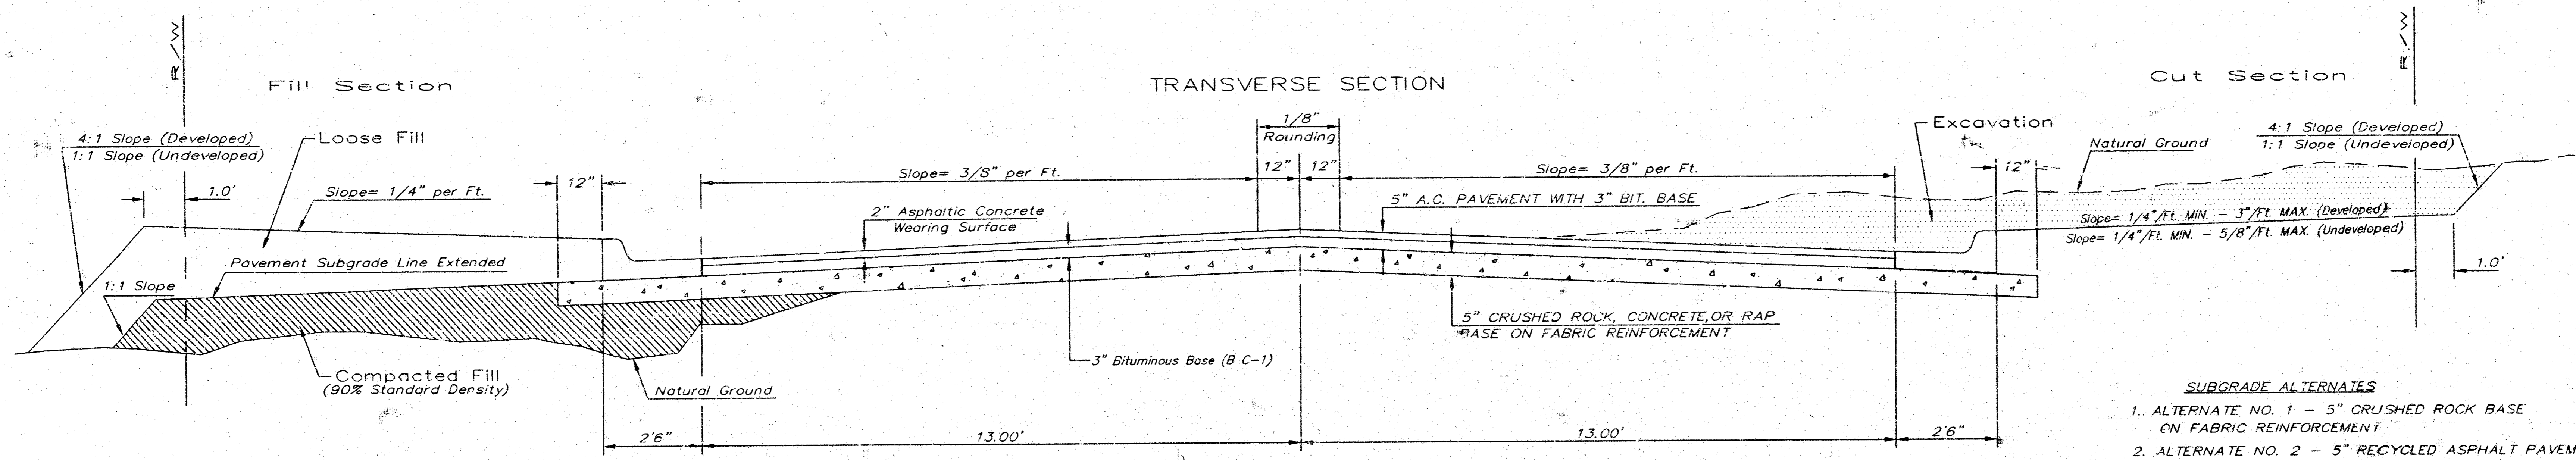 R/W
R/W
Fill Section
TRANSVERSE SECTION
Cut Section
4:1 Slope (Developed)
1:1 Slope (Undeveloped)
Loose Fill
1.0'
Slope= 1/4" per Ft.
12"
Slope= 3/8" per Ft.
1/8"
Rounding
12"
12"
Slope= 3/8" per Ft.
Excavation
Natural Ground
4:1 Slope (Developed)
1:1 Slope (Undeveloped)
12"
2" Asphaltic Concrete
Wearing Surface
5" A.C. PAVEMENT WITH 3" BIT. BASE
Slope= 1/4"/Ft. MIN. - 3"/Ft. MAX. (Developed)
Slope= 1/4"/Ft. MIN. - 5/8"/Ft. MAX. (Undeveloped)
1.0'
Pavement Subgrade Line Extended
1:1 Slope
5" CRUSHED ROCK, CONCRETE, OR RAP
BASE ON FABRIC REINFORCEMENT
3" Bituminous Base (B C-1)
Compacted Fill
(90% Standard Density)
Natural Ground
2'6"
13.00'
13.00'
2'6"
SUBGRADE ALTERNATES
1. ALTERNATE NO. 1 - 5" CRUSHED ROCK BASE
ON FABRIC REINFORCEMENT
2. ALTERNATE NO. 2 - 5" RECYCLED ASPHALT PAVEM